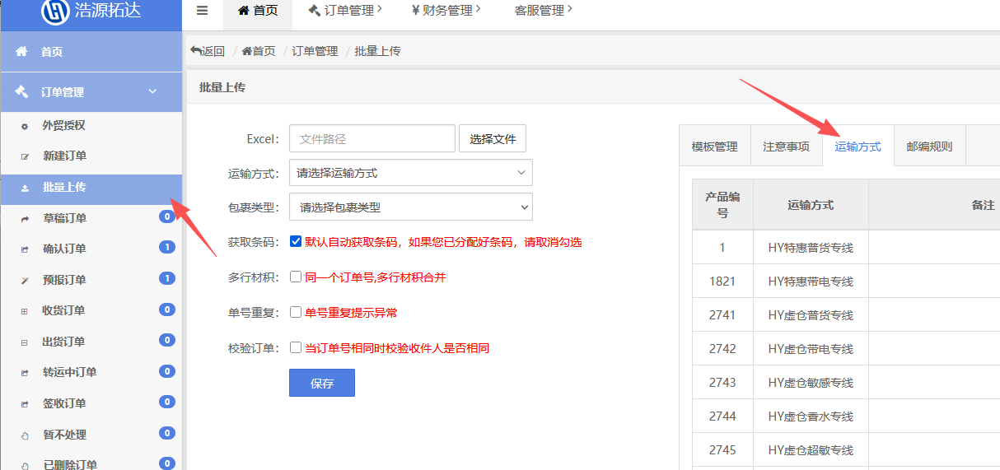 浩源拓达
首页
订单管理
财务管理
客服管理
首页
订单管理
外贸授权
新建订单
批量上传
草稿订单 0
确认订单 1
预报订单 1
收货订单 0
出货订单 0
转运中订单 0
签收订单 0
暂不处理 0
已删除订单 0
返回 / 首页 / 订单管理 / 批量上传
批量上传
Excel： 文件路径 选择文件
运输方式： 请选择运输方式
包裹类型： 请选择包裹类型
获取条码： 默认自动获取条码，如果您已分配好条码，请取消勾选
多行材积： 同一个订单号,多行材积合并
单号重复： 单号重复提示异常
校验订单： 当订单号相同时校验收件人是否相同
保存
模板管理 注意事项 运输方式 邮编规则
产品编号 运输方式 备注
1 HY特惠普货专线
1821 HY特惠带电专线
2741 HY虚仓普货专线
2742 HY虚仓带电专线
2743 HY虚仓敏感专线
2744 HY虚仓香水专线
2745 HY虚仓超敏专线